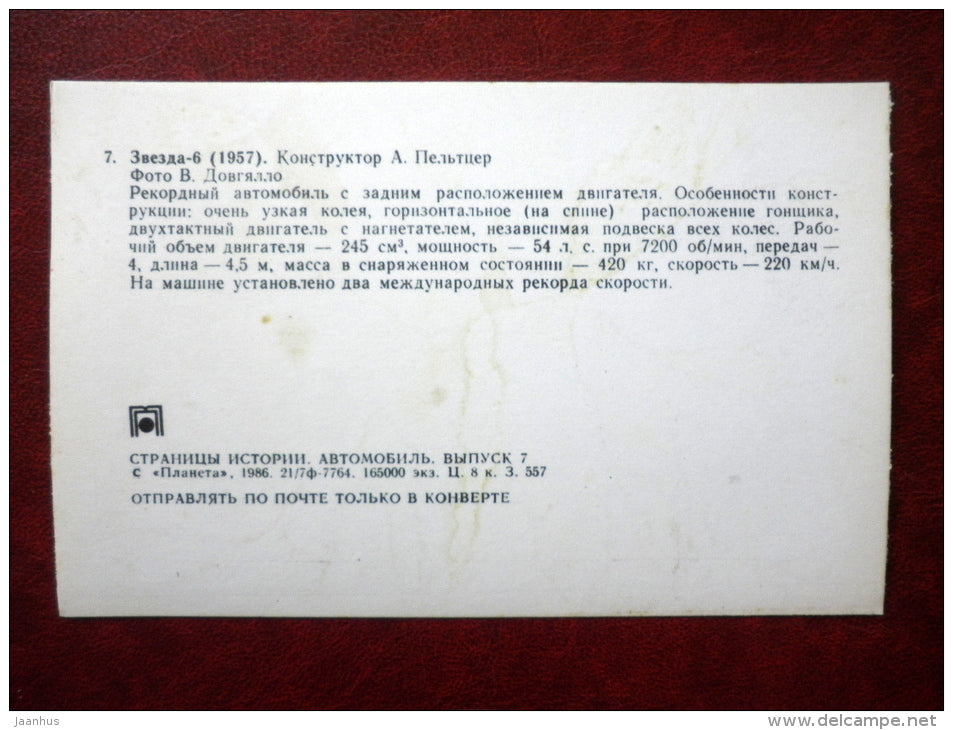 7. Звезда-6 (1957). Конструктор А. Пельтцер
Фото В. Довгялло
Рекордный автомобиль с задним расположением двигателя. Особенности конст-
рукции: очень узкая колея, горизонтальное (на спине) расположение гонщика,
двухтактный двигатель с нагнетателем, независимая подвеска всех колес. Рабо-
чий объем двигателя — 245 см³, мощность — 54 л, с. при 7200 об/мин, передач —
4, длина — 4,5 м, масса в снаряженном состоянии — 420 кг, скорость — 220 км/ч.
На машине установлено два международных рекорда скорости.
СТРАНИЦЫ ИСТОРИИ. АВТОМОБИЛЬ. ВЫПУСК 7
С «Планета», 1986. 21/7ф-7764. 165000 экз. Ц. 8 к. З. 557
ОТПРАВЛЯТЬ ПО ПОЧТЕ ТОЛЬКО В КОНВЕРТЕ
Jaanhus
www.delcampe.net